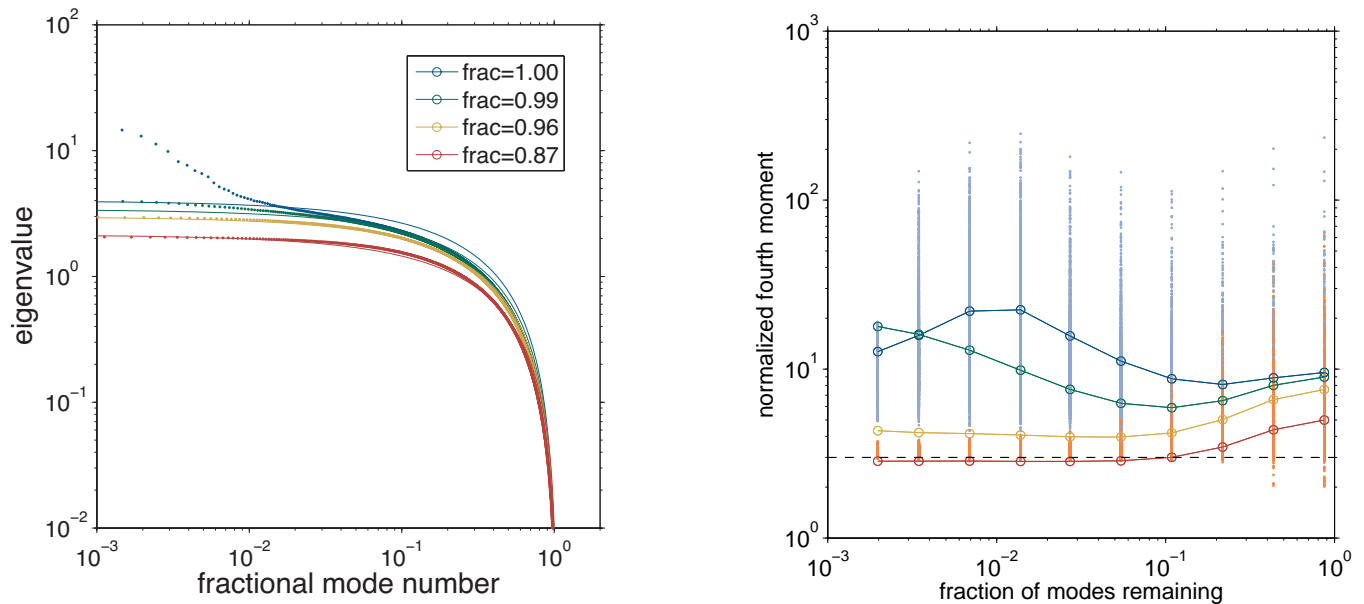 10^2
10^1
10^0
10^-1
10^-2
eigenvalue
frac=1.00
frac=0.99
frac=0.96
frac=0.87
10^-3
10^-2
10^-1
10^0
fractional mode number
10^3
10^2
10^1
10^0
normalized fourth moment
10^-3
10^-2
10^-1
10^0
fraction of modes remaining